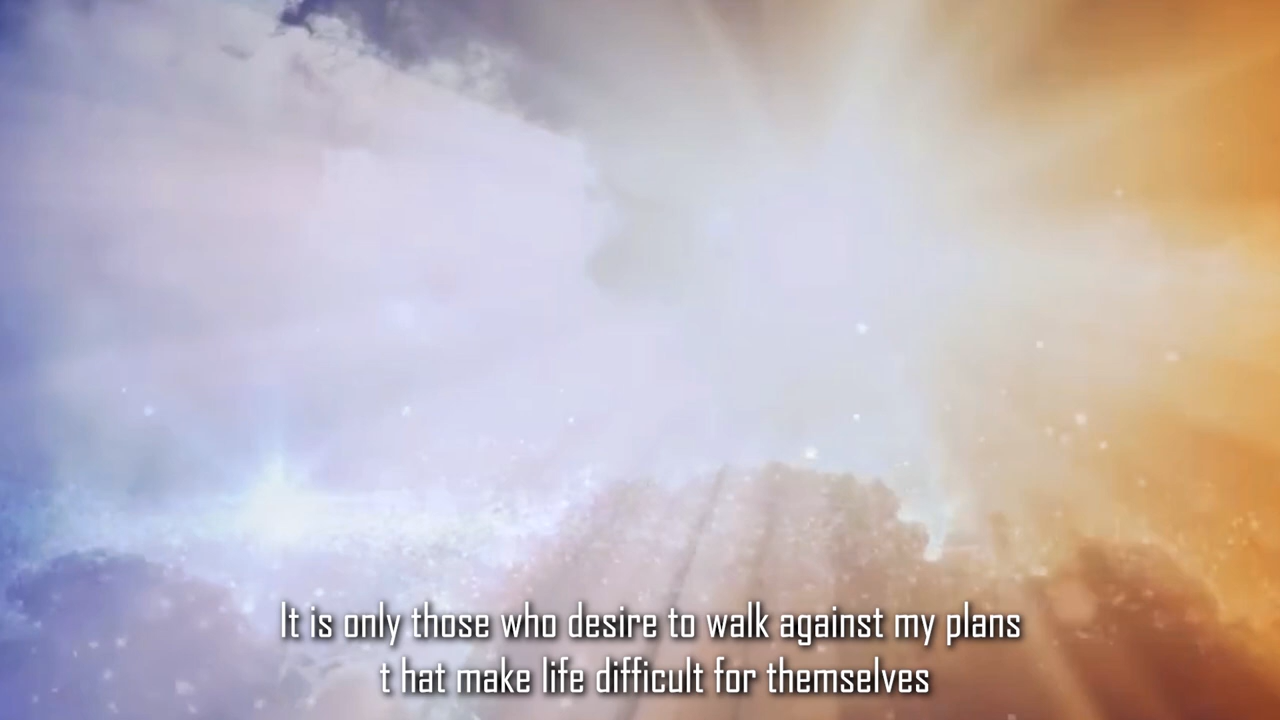 It is only those who desire to walk against my plans
t hat make life difficult for themselves